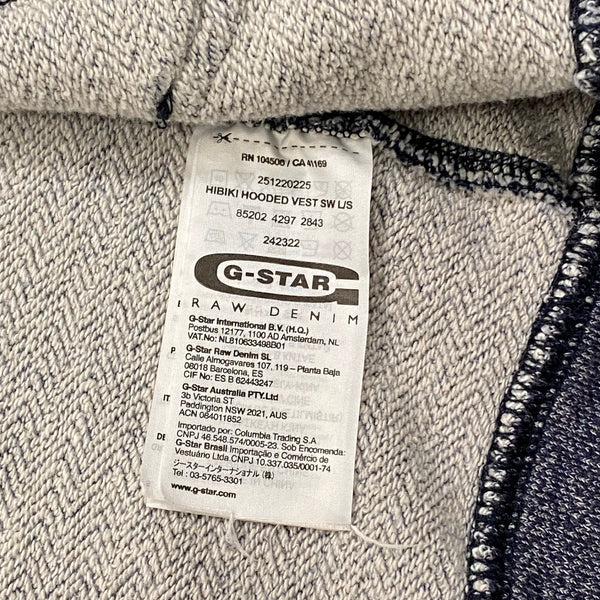 RN 104506 / CA 41169
251220225
HIBIKI HOODED VEST SW L/S
85202 4297 2843
242322
G-STAR
RAW DENIM
G-Star International B.V. (H.Q.)
Postbus 12177, 1100 AD Amsterdam, NL
VAT.No: NL810633498B01
G-Star Raw Denim SL
Calle Almogavares 107, 119 – Planta Baja
08018 Barcelona, ES
CIF No: ES B 62443247
G-Star Australia PTY.Ltd
3b Victoria ST
Paddington NSW 2021, AUS
ACN 084011852
Importado por: Columbia Trading S.A
CNPJ 46.548.574/0005-23. Sob Encomenda:
G-Star Brasil Importação e Comércio de
Vestuário Ltda CNPJ 10.337.035/0001-74
ジースターインターナショナル (株)
Tel : 03-5765-3301
www.g-star.com